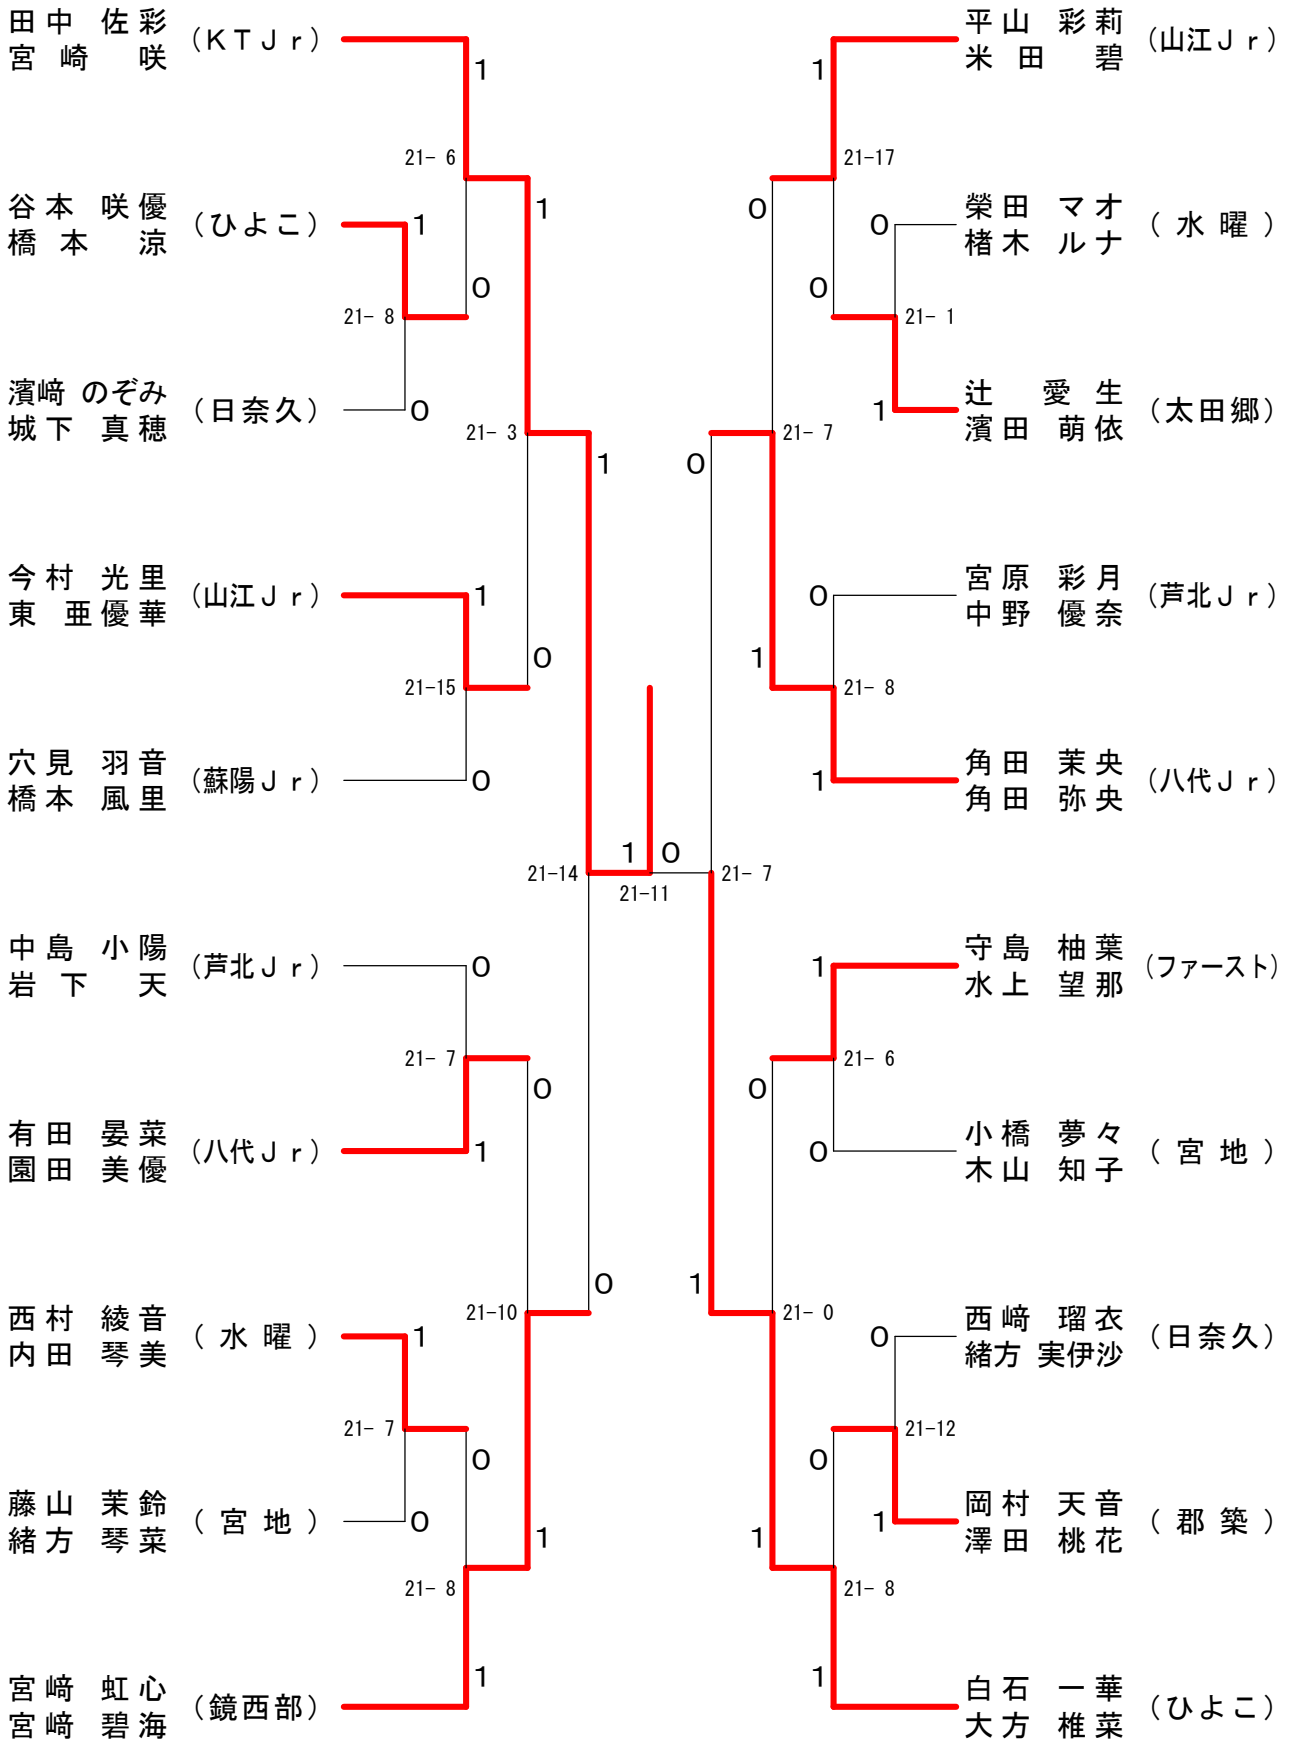 田中 佐彩
宮崎 咲
(KTJr)
1
21- 6
谷本 咲優
橋本 涼
(ひよこ)
1
1
0
21- 8
濱﨑 のぞみ
城下 真穂
(日奈久)
0
21- 3
1
今村 光里
東 亜優華
(山江Jr)
1
0
21-15
穴見 羽音
橋本 風里
(蘇陽Jr)
0
21-14
中島 小陽
岩下 天
(芦北Jr)
0
21- 7
0
有田 晏菜
園田 美優
(八代Jr)
1
0
21-10
西村 綾音
内田 琴美
(水曜)
1
21- 7
0
藤山 茉鈴
緒方 琴菜
(宮地)
0
1
21- 8
宮﨑 虹心
宮﨑 碧海
(鏡西部)
1
1 0
21-11
平山 彩莉
米田 碧
(山江Jr)
1
21-17
0
榮田 マオ
楮木 ルナ
(水曜)
0
0
21- 1
辻 愛生
濱田 萌依
(太田郷)
1
21- 7
0
宮原 彩月
中野 優奈
(芦北Jr)
0
1
21- 8
角田 茉央
角田 弥央
(八代Jr)
1
21- 7
守島 柚葉
水上 望那
(ファースト)
1
21- 6
0
小橋 夢々
木山 知子
(宮地)
0
1
21- 0
西﨑 瑠衣
緒方 実伊沙
(日奈久)
0
21-12
0
岡村 天音
澤田 桃花
(郡築)
1
1
21- 8
白石 一華
大方 椎菜
(ひよこ)
1